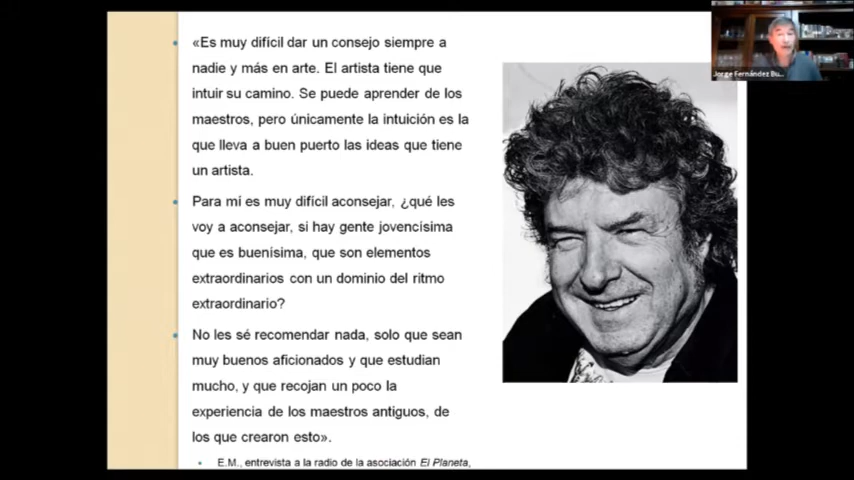 «Es muy difícil dar un consejo siempre a
nadie y más en arte. El artista tiene que
intuir su camino. Se puede aprender de los
maestros, pero únicamente la intuición es la
que lleva a buen puerto las ideas que tiene
un artista.
Para mí es muy difícil aconsejar, ¿qué les
voy a aconsejar, si hay gente jovencísima
que es buenísima, que son elementos
extraordinarios con un dominio del ritmo
extraordinario?
No les sé recomendar nada, solo que sean
muy buenos aficionados y que estudian
mucho, y que recojan un poco la
experiencia de los maestros antiguos, de
los que crearon esto».
E.M., entrevista a la radio de la asociación El Planeta,
Jorge Fernández Bu...